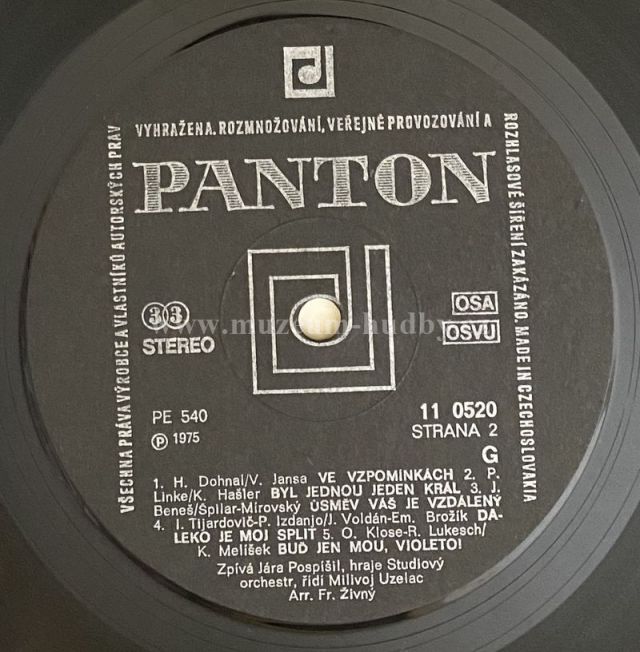 VYHRAŽENA. ROZMNOŽOVÁNÍ, VEŘEJNÉ PROVOZOVÁNÍ A
VŠECHNA PRÁVA VÝROBCE A VLASTNÍKŮ AUTORSKÝCH PRÁV
ROZHLASOVÉ ŠÍŘENÍ ZAKÁZÁNO. MADE IN CZECHOSLOVAKIA
PANTON
33
STEREO
OSA
OSVU
www.muzeum-hudby
PE 540
Ⓟ 1975
11 0520
STRANA 2
G
1. H. Dohnal/V. Jansa VE VZPOMÍNKÁCH 2. P.
Linke/K. Hašler BYL JEDNOU JEDEN KRÁL 3. J.
Beneš/Špilar-Mírovský ÚSMĚV VÁŠ JE VZDÁLENÝ
4. I. Tijardovič-P. Izdanjo/J. Voldán-Em. Brožík DA-
LEKO JE MOJ SPLIT 5. O. Klose-R. Lukesch/
K. Melíšek BUĎ JEN MOU, VIOLETO!
Zpívá Jára Pospíšil, hraje Studiový
orchestr, řídí Milivoj Uzelac
Arr. Fr. Živný